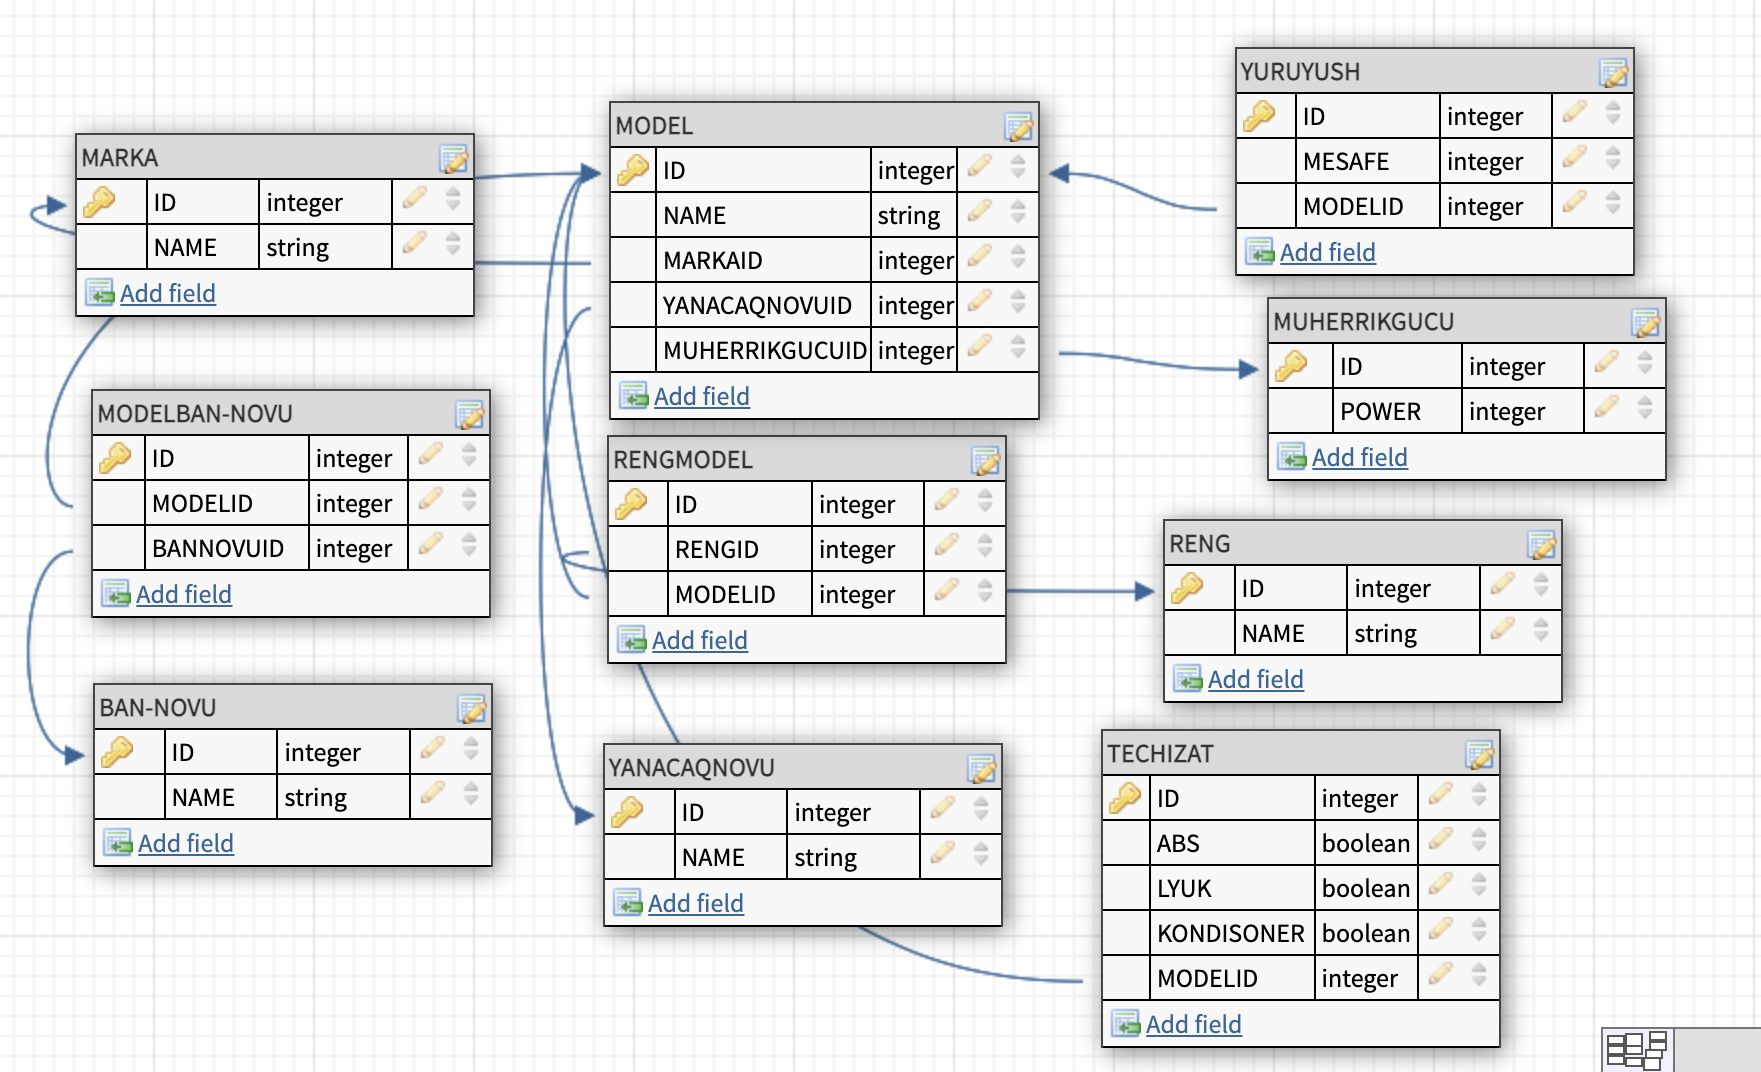 MARKA
ID integer
NAME string
Add field
MODELBAN-NOVU
ID integer
MODELID integer
BANNOVUID integer
Add field
BAN-NOVU
ID integer
NAME string
Add field
MODEL
ID integer
NAME string
MARKAID integer
YANACAQNOVUID integer
MUHERRIKGUCUID integer
Add field
RENGMODEL
ID integer
RENGID integer
MODELID integer
Add field
YANACAQNOVU
ID integer
NAME string
Add field
YURUYUSH
ID integer
MESAFE integer
MODELID integer
Add field
MUHERRIKGUCU
ID integer
POWER integer
Add field
RENG
ID integer
NAME string
Add field
TECHIZAT
ID integer
ABS boolean
LYUK boolean
KONDISONER boolean
MODELID integer
Add field